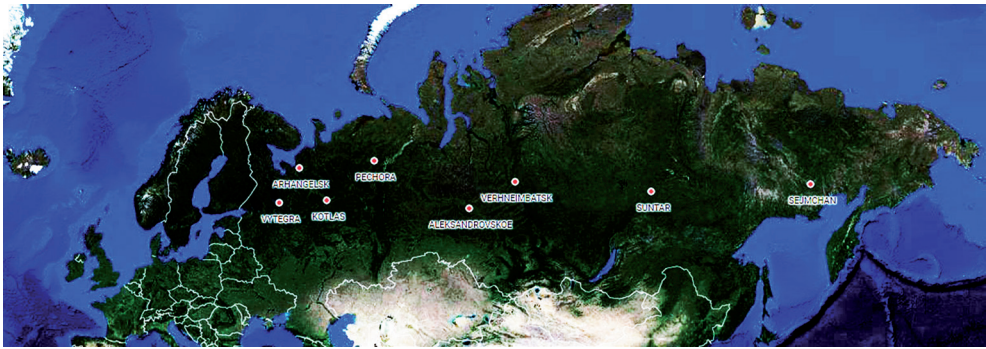 ARHANGELSK
PECHORA
VYTEGRA
KOTLAS
VERHNEIMBATSK
ALEKSANDROVSKOE
SUNTAR
SEJMCHAN